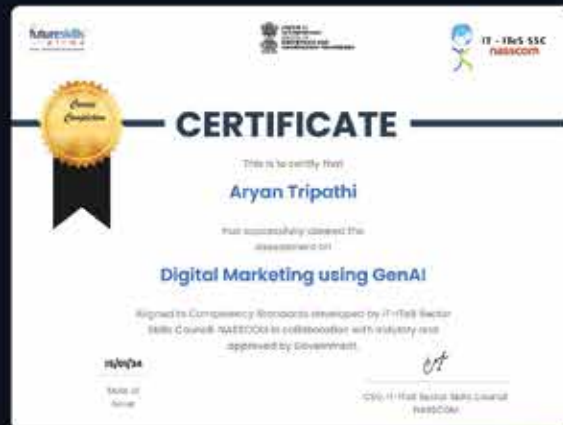 futureskills
prime
IT - ITeS SSC
nasscom
Course
Completion
CERTIFICATE
This is to certify that
Aryan Tripathi
has successfully cleared the
assessment on
Digital Marketing using GenAI
Aligned to Competency Standards developed by IT-ITeS Sector
Skills Council NASSCOM in collaboration with industry and
approved by Government.
Date of
Issue
CEO, IT-ITeS Sector Skills Council
NASSCOM